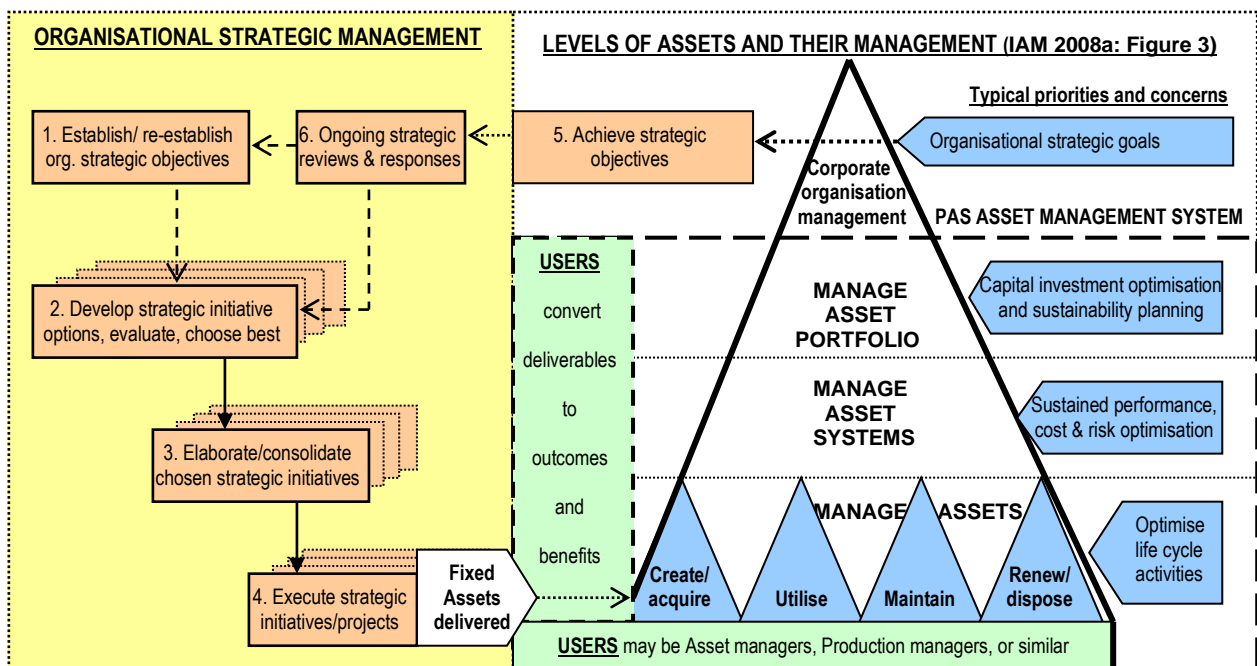 ORGANISATIONAL STRATEGIC MANAGEMENT
LEVELS OF ASSETS AND THEIR MANAGEMENT (IAM 2008a: Figure 3)
Typical priorities and concerns
1. Establish/ re-establish
org. strategic objectives
6. Ongoing strategic
reviews & responses
5. Achieve strategic
objectives
Organisational strategic goals
Corporate
organisation
management
PAS ASSET MANAGEMENT SYSTEM
2. Develop strategic initiative
options, evaluate, choose best
3. Elaborate/consolidate
chosen strategic initiatives
4. Execute strategic
initiatives/projects
Fixed
Assets
delivered
USERS
convert
deliverables
to
outcomes
and
benefits
MANAGE
ASSET
PORTFOLIO
Capital investment optimisation
and sustainability planning
MANAGE
ASSET
SYSTEMS
Sustained performance,
cost & risk optimisation
MANAGE ASSETS
Optimise
life cycle
activities
Create/
acquire
Utilise
Maintain
Renew/
dispose
USERS may be Asset managers, Production managers, or similar